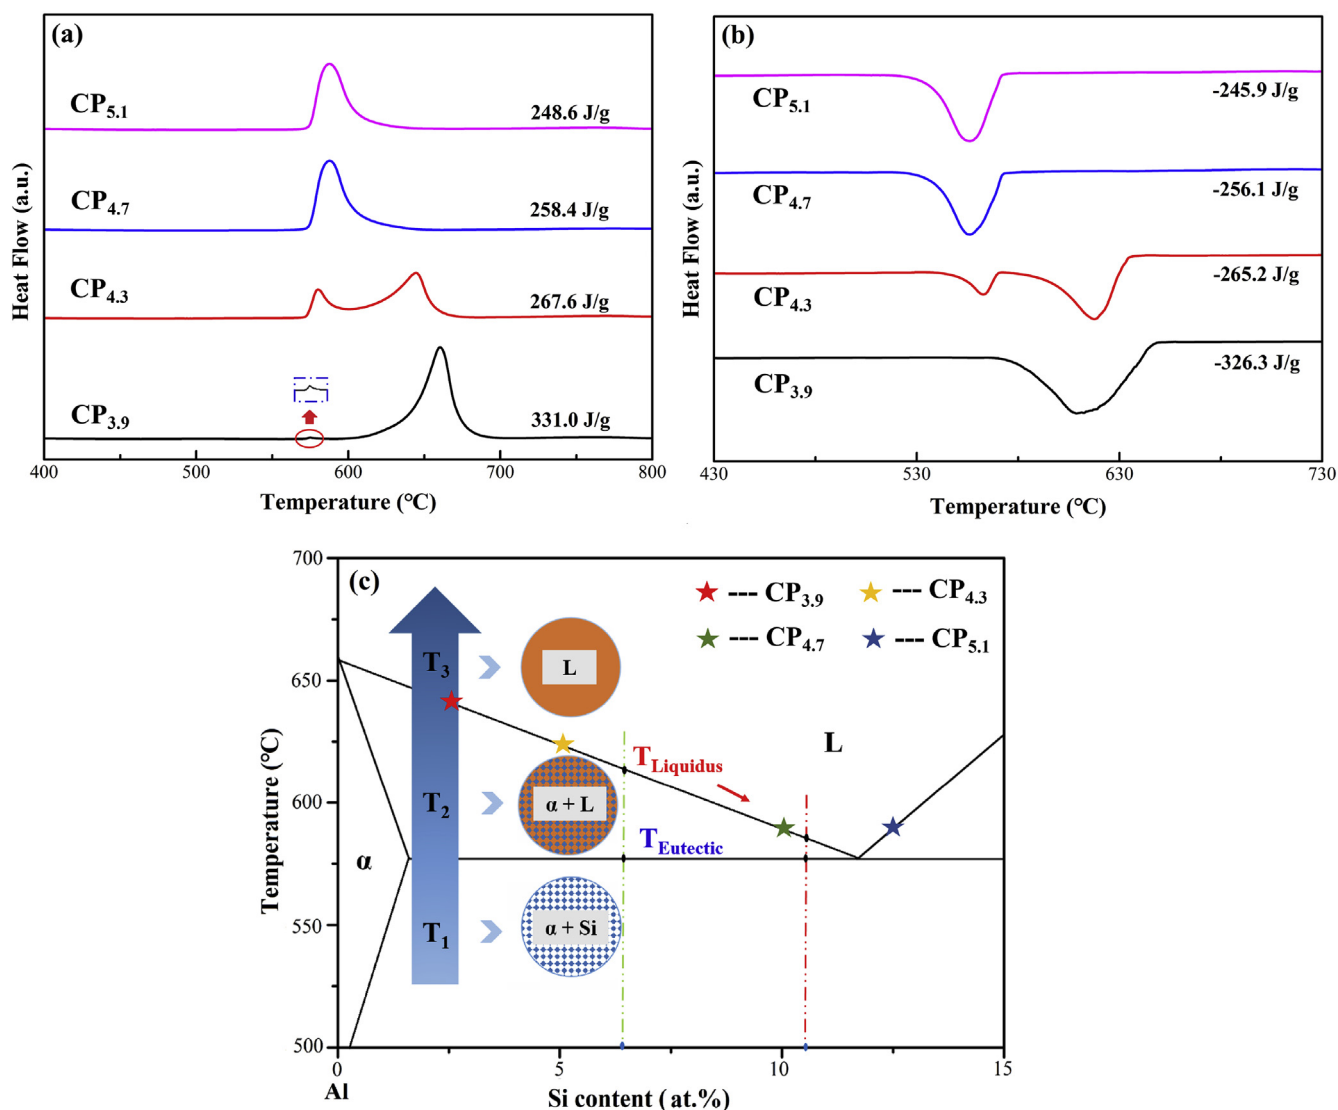 (a)
CP5.1
248.6 J/g
CP4.7
258.4 J/g
CP4.3
267.6 J/g
CP3.9
331.0 J/g
Heat Flow (a.u.)
400
600
700
800
Temperature (℃)
(b)
CP5.1
-245.9 J/g
CP4.7
-256.1 J/g
CP4.3
-265.2 J/g
CP3.9
-326.3 J/g
Heat Flow (a.u.)
430
530
630
730
Temperature (℃)
(c)
--- CP3.9
--- CP4.3
--- CP4.7
--- CP5.1
T3
L
L
TLiquidus
T2
α + L
TEutectic
α
T1
α + Si
700
650
600
550
500
Temperature (℃)
0
5
10
15
Al
Si content ( at.%)